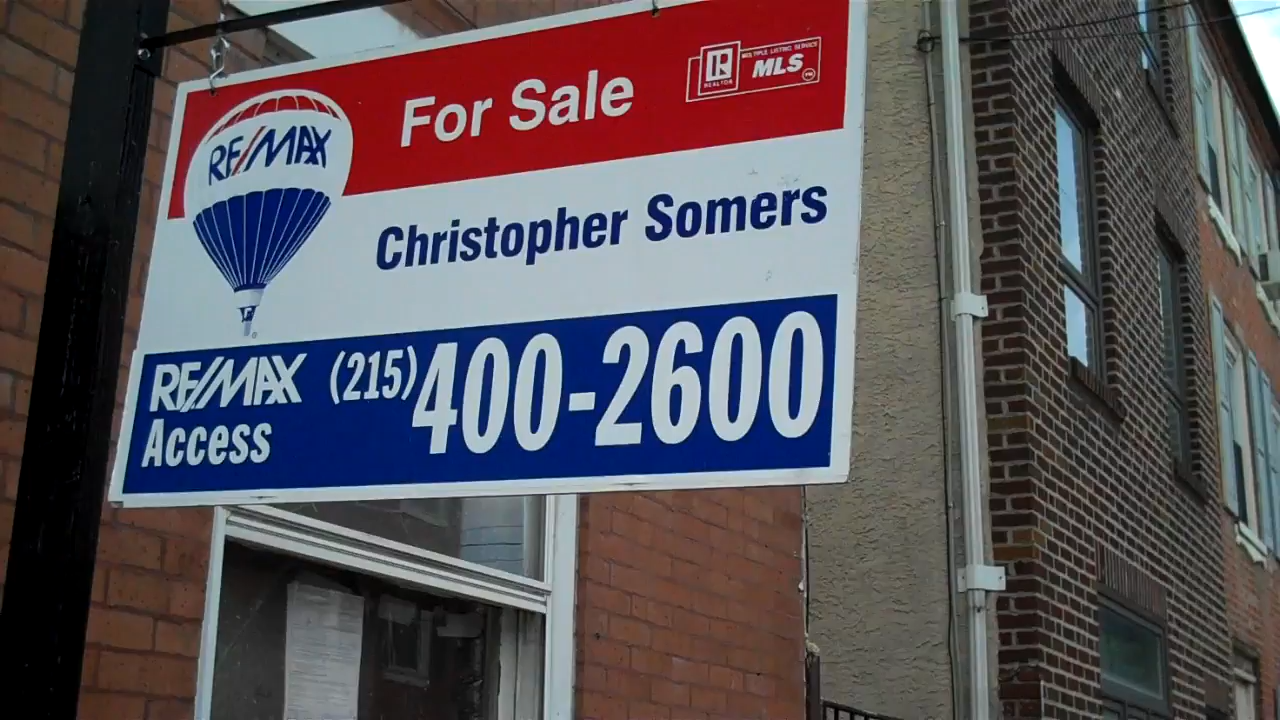 RE/MAX
For Sale
REALTOR
MULTIPLE LISTING SERVICE
MLS
Christopher Somers
RE/MAX
Access
(215)400-2600